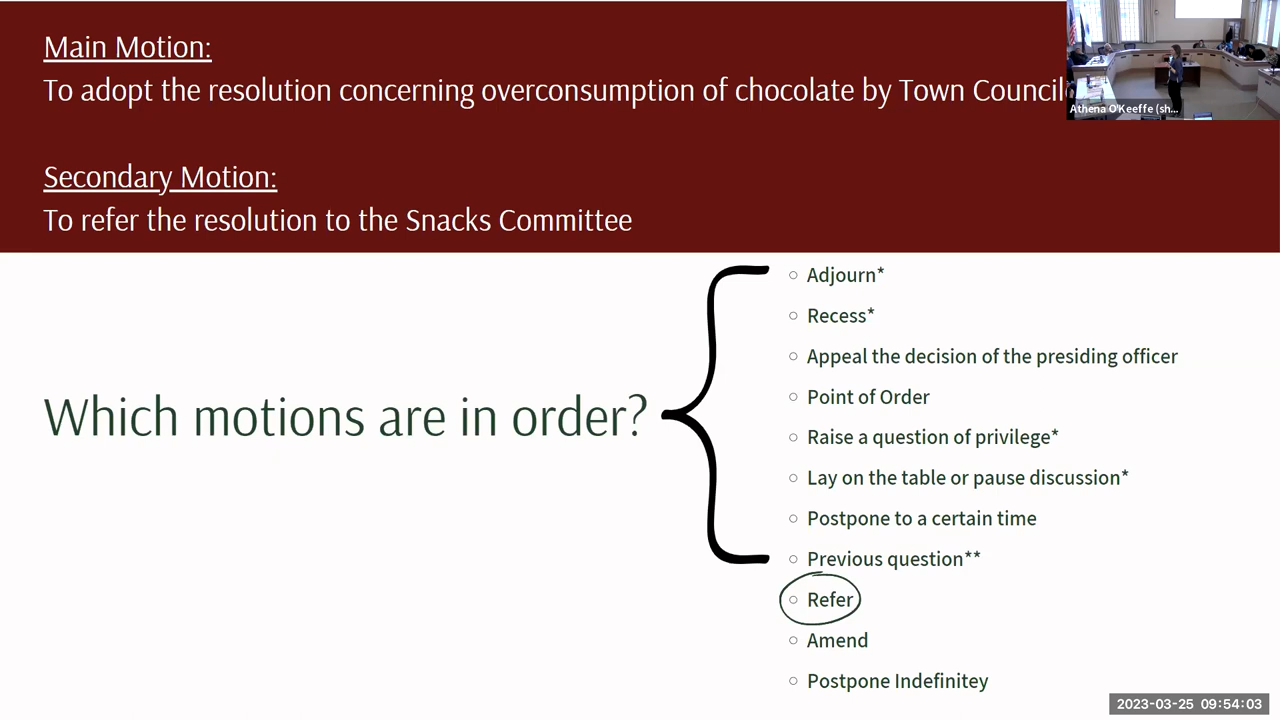 Main Motion:
To adopt the resolution concerning overconsumption of chocolate by Town Council
Athena O'Keeffe (sh...
Secondary Motion:
To refer the resolution to the Snacks Committee
Which motions are in order?
Adjourn*
Recess*
Appeal the decision of the presiding officer
Point of Order
Raise a question of privilege*
Lay on the table or pause discussion*
Postpone to a certain time
Previous question**
Refer
Amend
Postpone Indefinitey
2023-03-25 09:54:03